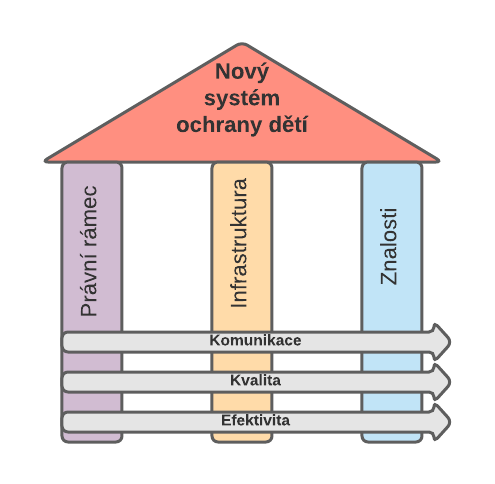 Nový
systém
ochrany dětí
Právní rámec
Infrastruktura
Znalosti
Komunikace
Kvalita
Efektivita